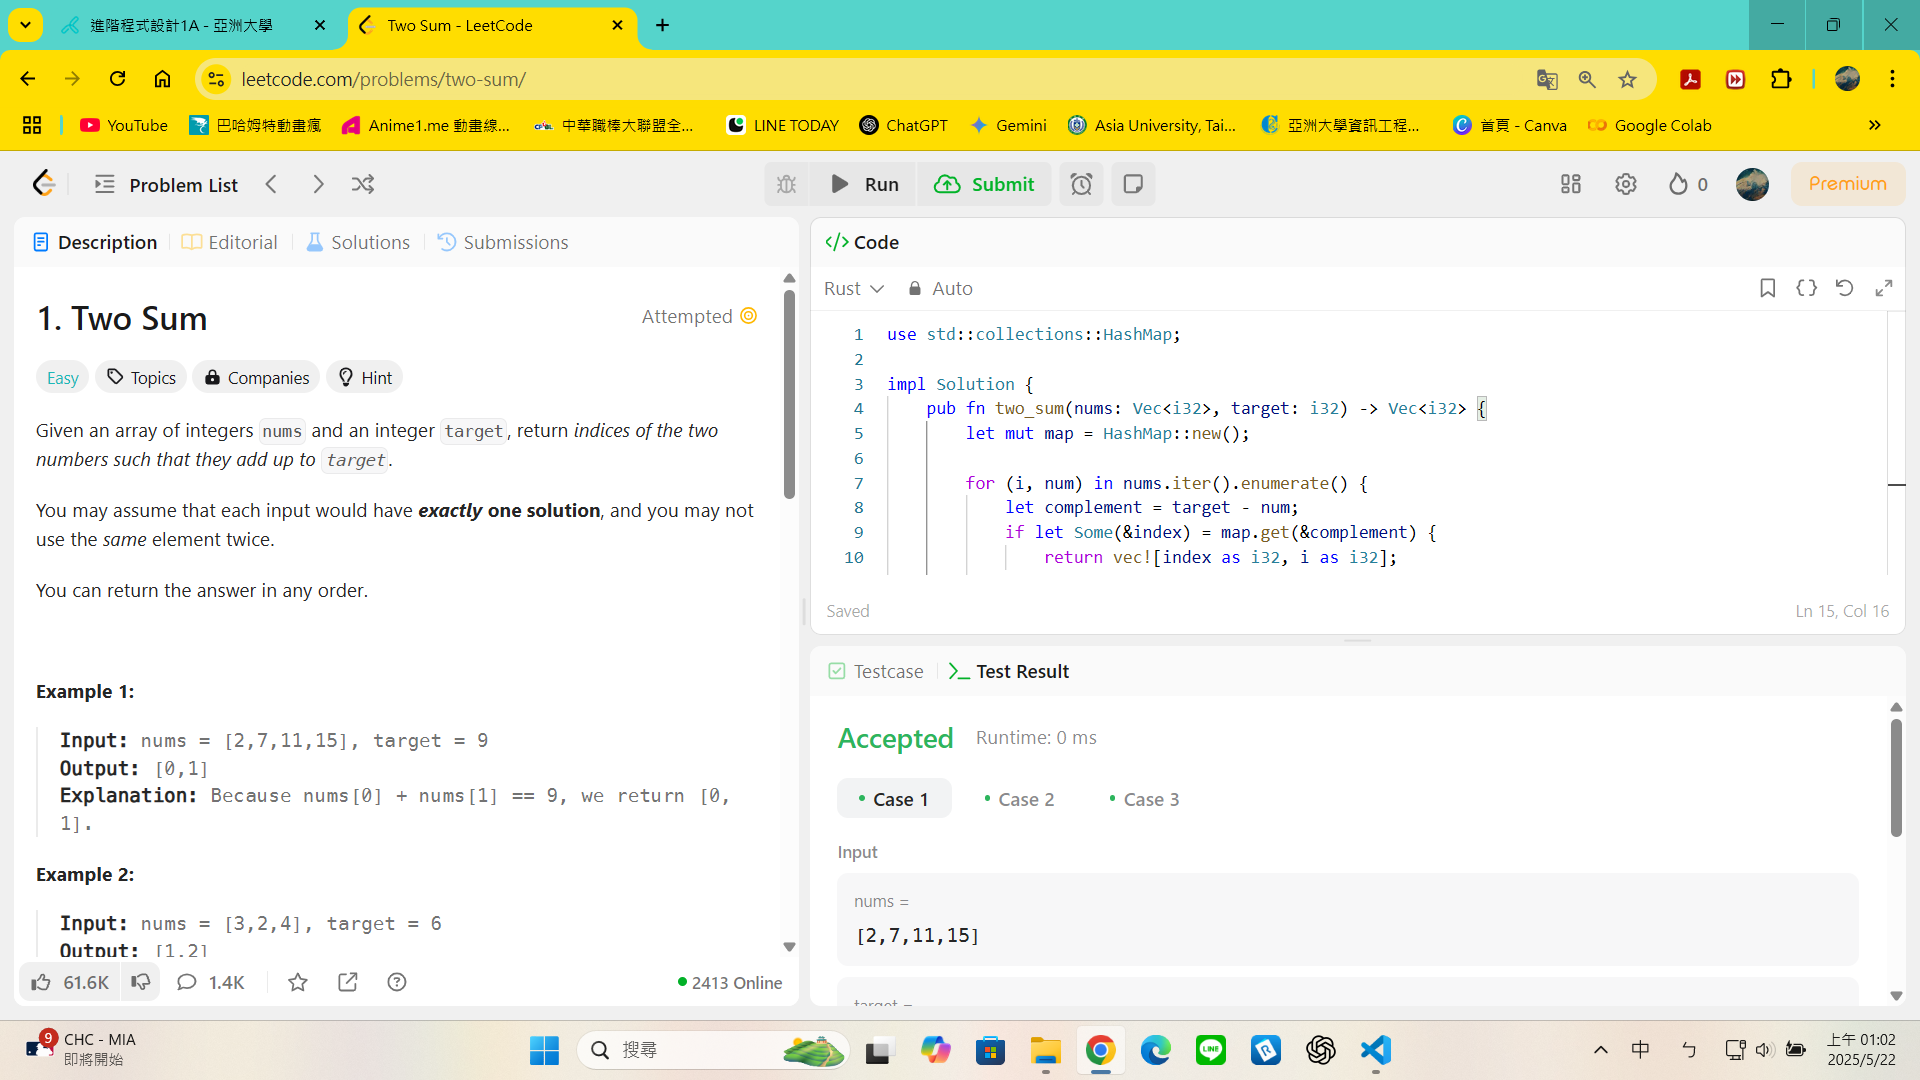 進階程式設計1A - 亞洲大學
Two Sum - LeetCode
leetcode.com/problems/two-sum/
YouTube
巴哈姆特動畫瘋
Anime1.me 動畫線...
中華職棒大聯盟全...
LINE TODAY
ChatGPT
Gemini
Asia University, Tai...
亞洲大學資訊工程...
首頁 - Canva
Google Colab
Problem List
Run
Submit
0
Premium
Description
Editorial
Solutions
Submissions
1. Two Sum
Attempted
Easy
Topics
Companies
Hint
Given an array of integers nums and an integer target, return indices of the two
numbers such that they add up to target.
You may assume that each input would have exactly one solution, and you may not
use the same element twice.
You can return the answer in any order.
Example 1:
Input: nums = [2,7,11,15], target = 9
Output: [0,1]
Explanation: Because nums[0] + nums[1] == 9, we return [0,
1].
Example 2:
Input: nums = [3,2,4], target = 6
Output: [1,2]
61.6K
1.4K
2413 Online
</> Code
Rust
Auto
1 use std::collections::HashMap;
2
3 impl Solution {
4 pub fn two_sum(nums: Vec<i32>, target: i32) -> Vec<i32> {
5 let mut map = HashMap::new();
6
7 for (i, num) in nums.iter().enumerate() {
8 let complement = target - num;
9 if let Some(&index) = map.get(&complement) {
10 return vec![index as i32, i as i32];
Saved
Ln 15, Col 16
Testcase
Test Result
Accepted
Runtime: 0 ms
Case 1
Case 2
Case 3
Input
nums =
[2,7,11,15]
target =
9
CHC - MIA
即將開始
搜尋
中
ㄅ
上午 01:02
2025/5/22